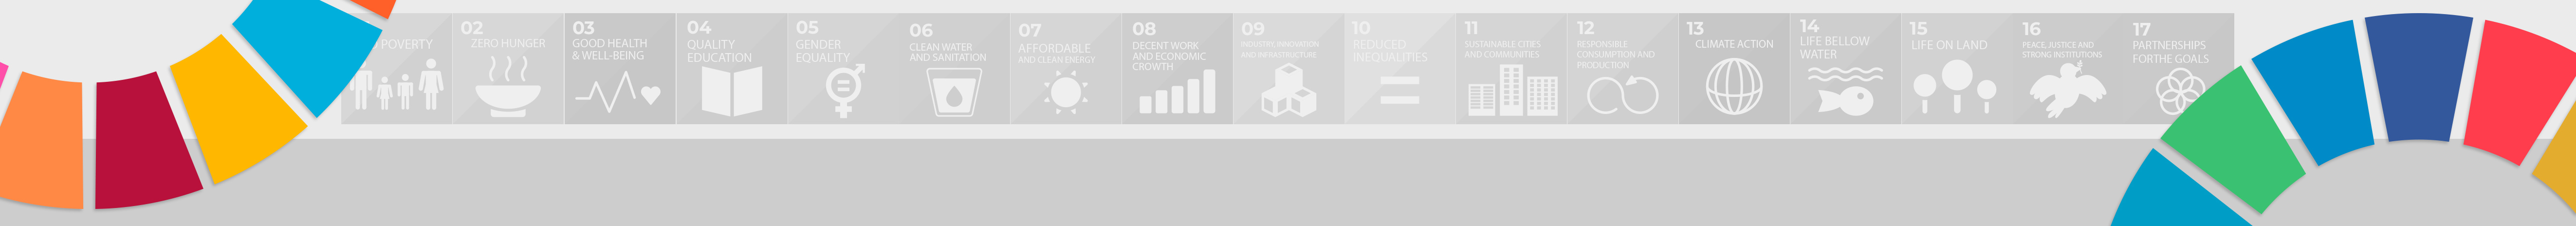 POVERTY
02
ZERO HUNGER
03
GOOD HEALTH
& WELL-BEING
04
QUALITY
EDUCATION
05
GENDER
EQUALITY
06
CLEAN WATER
AND SANITATION
07
AFFORDABLE
AND CLEAN ENERGY
08
DECENT WORK
AND ECONOMIC
CROWTH
09
INDUSTRY, INNOVATION
AND INFRASTRUCTURE
10
REDUCED
INEQUALITIES
11
SUSTAINABLE CITIES
AND COMMUNITIES
12
RESPONSIBLE
CONSUMPTION AND
PRODUCTION
13
CLIMATE ACTION
14
LIFE BELLOW
WATER
15
LIFE ON LAND
16
PEACE, JUSTICE AND
STRONG INSTITUTIONS
17
PARTNERSHIPS
FORTHE GOALS